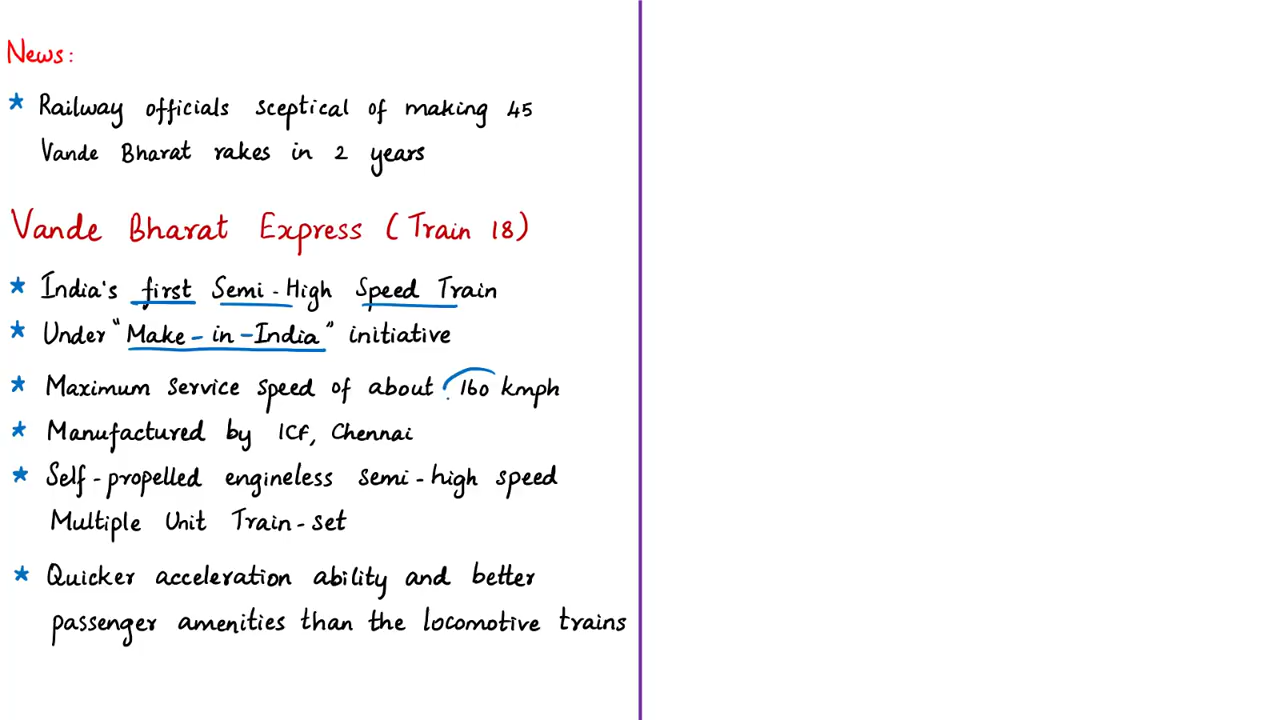 News:
★ Railway officials sceptical of making 45
Vande Bharat rakes in 2 years
Vande Bharat Express (Train 18)
★ India's first Semi-High Speed Train
★ Under "Make-in-India" initiative
★ Maximum service speed of about 160 kmph
★ Manufactured by ICF, Chennai
★ Self-propelled engineless semi-high speed
Multiple Unit Train-set
★ Quicker acceleration ability and better
passenger amenities than the locomotive trains